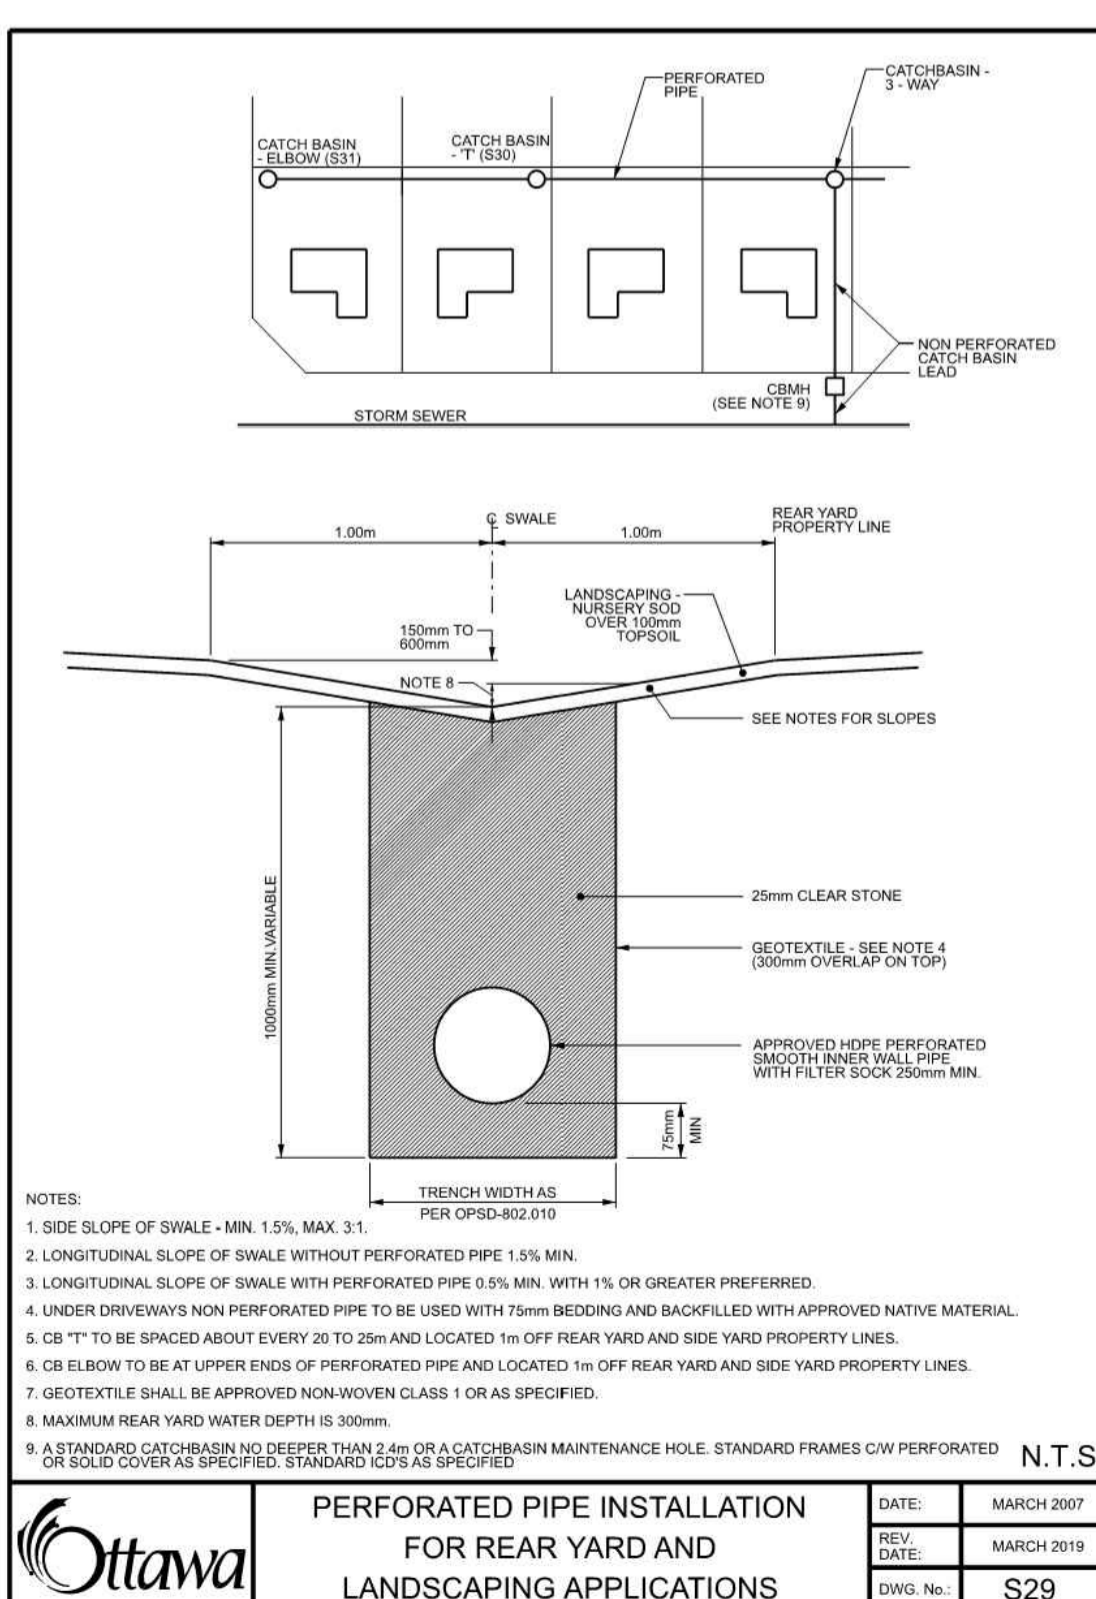 PERFORATED
PIPE
CATCHBASIN -
3 - WAY
CATCH BASIN
- ELBOW (S31)
CATCH BASIN
- 'T' (S30)
NON PERFORATED
CATCH BASIN
LEAD
CBMH
(SEE NOTE 9)
STORM SEWER
℄ SWALE
REAR YARD
PROPERTY LINE
1.00m
1.00m
LANDSCAPING -
NURSERY SOD
OVER 100mm
TOPSOIL
150mm TO
600mm
NOTE 8
SEE NOTES FOR SLOPES
1000mm MIN.VARIABLE
25mm CLEAR STONE
GEOTEXTILE - SEE NOTE 4
(300mm OVERLAP ON TOP)
APPROVED HDPE PERFORATED
SMOOTH INNER WALL PIPE
WITH FILTER SOCK 250mm MIN.
75mm
MIN
TRENCH WIDTH AS
PER OPSD-802.010
NOTES:
1. SIDE SLOPE OF SWALE - MIN. 1.5%, MAX. 3:1.
2. LONGITUDINAL SLOPE OF SWALE WITHOUT PERFORATED PIPE 1.5% MIN.
3. LONGITUDINAL SLOPE OF SWALE WITH PERFORATED PIPE 0.5% MIN. WITH 1% OR GREATER PREFERRED.
4. UNDER DRIVEWAYS NON PERFORATED PIPE TO BE USED WITH 75mm BEDDING AND BACKFILLED WITH APPROVED NATIVE MATERIAL.
5. CB "T" TO BE SPACED ABOUT EVERY 20 TO 25m AND LOCATED 1m OFF REAR YARD AND SIDE YARD PROPERTY LINES.
6. CB ELBOW TO BE AT UPPER ENDS OF PERFORATED PIPE AND LOCATED 1m OFF REAR YARD AND SIDE YARD PROPERTY LINES.
7. GEOTEXTILE SHALL BE APPROVED NON-WOVEN CLASS 1 OR AS SPECIFIED.
8. MAXIMUM REAR YARD WATER DEPTH IS 300mm.
9. A STANDARD CATCHBASIN NO DEEPER THAN 2.4m OR A CATCHBASIN MAINTENANCE HOLE. STANDARD FRAMES C/W PERFORATED
OR SOLID COVER AS SPECIFIED. STANDARD ICD'S AS SPECIFIED
N.T.S
Ottawa
PERFORATED PIPE INSTALLATION
FOR REAR YARD AND
LANDSCAPING APPLICATIONS
DATE: MARCH 2007
REV.
DATE: MARCH 2019
DWG. No.: S29